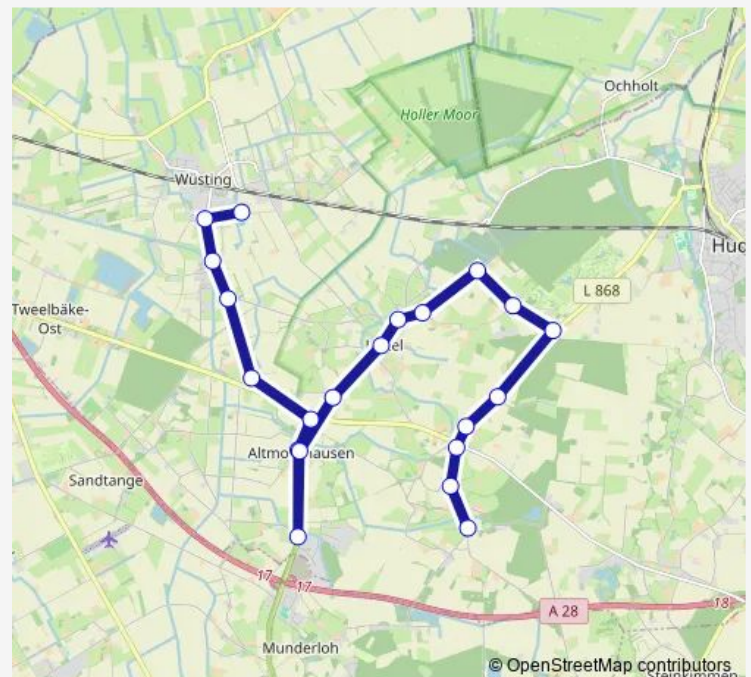 Ochholt
Holler Moor
Wüsting
L 868
Tweelbäke-
Ost
Sandtange
17
17
A 28
18
Munderloh
© OpenStreetMap contributors